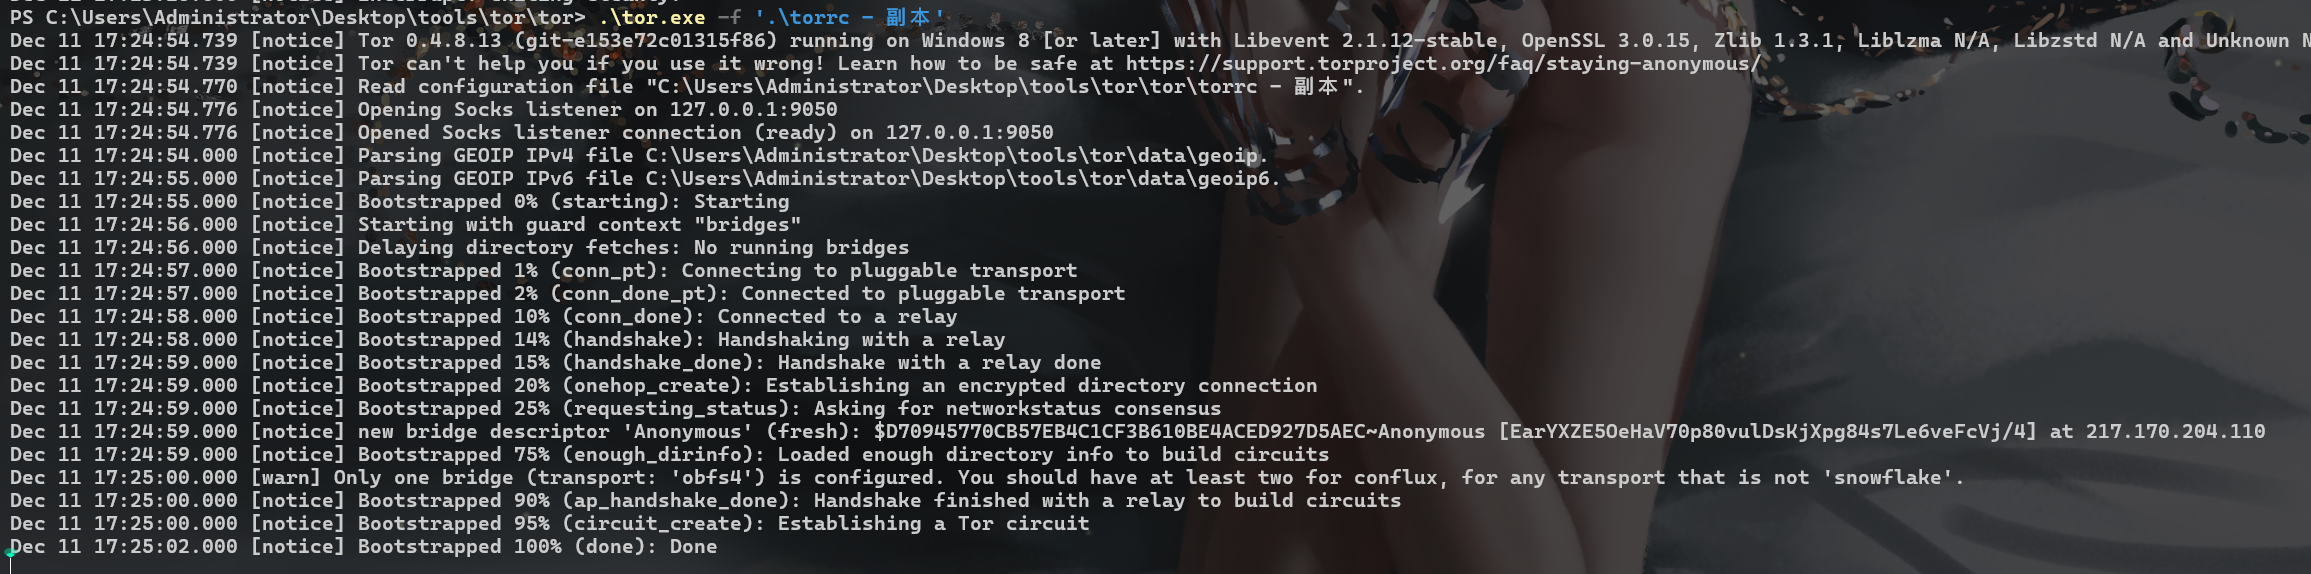 PS C:\Users\Administrator\Desktop\tools\tor\tor> .\tor.exe -f '.\torrc - 副本'
Dec 11 17:24:54.739 [notice] Tor 0.4.8.13 (git-e153e72c01315f86) running on Windows 8 [or later] with Libevent 2.1.12-stable, OpenSSL 3.0.15, Zlib 1.3.1, Liblzma N/A, Libzstd N/A and Unknown N
Dec 11 17:24:54.739 [notice] Tor can't help you if you use it wrong! Learn how to be safe at https://support.torproject.org/faq/staying-anonymous/
Dec 11 17:24:54.770 [notice] Read configuration file "C:\Users\Administrator\Desktop\tools\tor\tor\torrc - 副本".
Dec 11 17:24:54.776 [notice] Opening Socks listener on 127.0.0.1:9050
Dec 11 17:24:54.776 [notice] Opened Socks listener connection (ready) on 127.0.0.1:9050
Dec 11 17:24:54.000 [notice] Parsing GEOIP IPv4 file C:\Users\Administrator\Desktop\tools\tor\data\geoip.
Dec 11 17:24:55.000 [notice] Parsing GEOIP IPv6 file C:\Users\Administrator\Desktop\tools\tor\data\geoip6.
Dec 11 17:24:55.000 [notice] Bootstrapped 0% (starting): Starting
Dec 11 17:24:56.000 [notice] Starting with guard context "bridges"
Dec 11 17:24:56.000 [notice] Delaying directory fetches: No running bridges
Dec 11 17:24:57.000 [notice] Bootstrapped 1% (conn_pt): Connecting to pluggable transport
Dec 11 17:24:57.000 [notice] Bootstrapped 2% (conn_done_pt): Connected to pluggable transport
Dec 11 17:24:58.000 [notice] Bootstrapped 10% (conn_done): Connected to a relay
Dec 11 17:24:58.000 [notice] Bootstrapped 14% (handshake): Handshaking with a relay
Dec 11 17:24:59.000 [notice] Bootstrapped 15% (handshake_done): Handshake with a relay done
Dec 11 17:24:59.000 [notice] Bootstrapped 20% (onehop_create): Establishing an encrypted directory connection
Dec 11 17:24:59.000 [notice] Bootstrapped 25% (requesting_status): Asking for networkstatus consensus
Dec 11 17:24:59.000 [notice] new bridge descriptor 'Anonymous' (fresh): $D70945770CB57EB4C1CF3B610BE4ACED927D5AEC~Anonymous [EarYXZE5OeHaV70p80vulDsKjXpg84s7Le6veFcVj/4] at 217.170.204.110
Dec 11 17:24:59.000 [notice] Bootstrapped 75% (enough_dirinfo): Loaded enough directory info to build circuits
Dec 11 17:25:00.000 [warn] Only one bridge (transport: 'obfs4') is configured. You should have at least two for conflux, for any transport that is not 'snowflake'.
Dec 11 17:25:00.000 [notice] Bootstrapped 90% (ap_handshake_done): Handshake finished with a relay to build circuits
Dec 11 17:25:00.000 [notice] Bootstrapped 95% (circuit_create): Establishing a Tor circuit
Dec 11 17:25:02.000 [notice] Bootstrapped 100% (done): Done